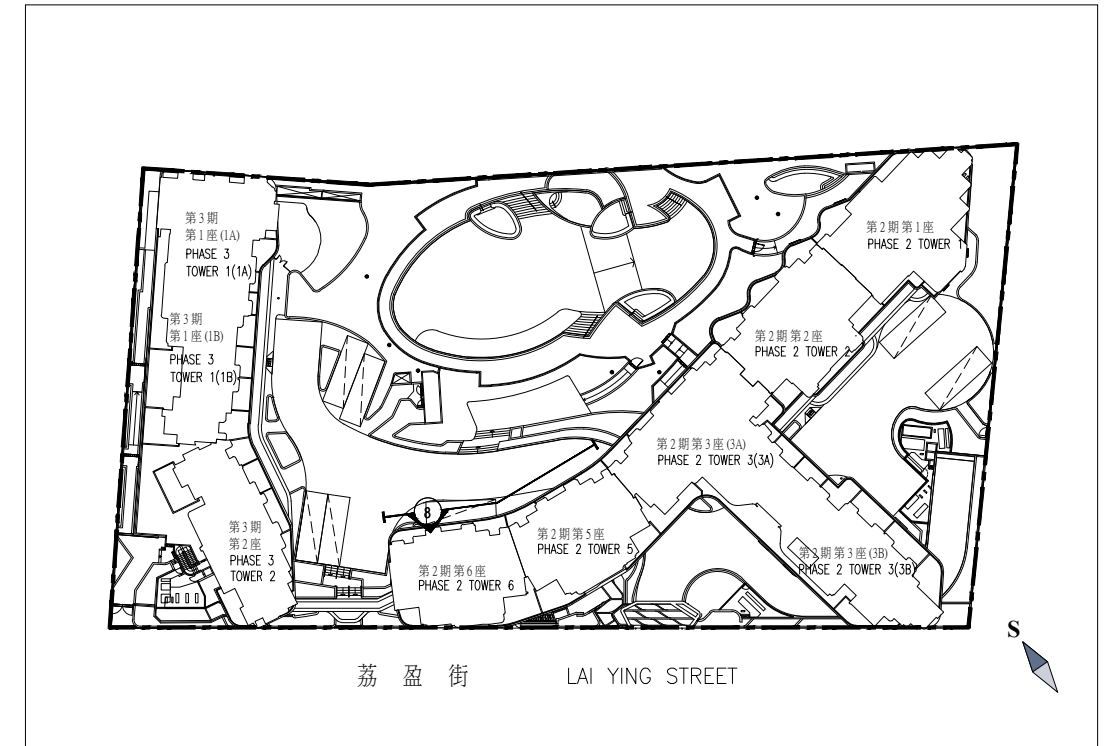 第3期
第1座(1A)
PHASE 3
TOWER 1(1A)
第3期
第1座(1B)
PHASE 3
TOWER 1(1B)
第2期第1座
PHASE 2 TOWER 1
第2期第2座
PHASE 2 TOWER 2
第2期第3座(3A)
PHASE 2 TOWER 3(3A)
8
第3期
第2座
PHASE 3
TOWER 2
第2期第5座
PHASE 2 TOWER 5
第2期第6座
PHASE 2 TOWER 6
第2期第3座(3B)
PHASE 2 TOWER 3(3B)
S
荔盈街 LAI YING STREET